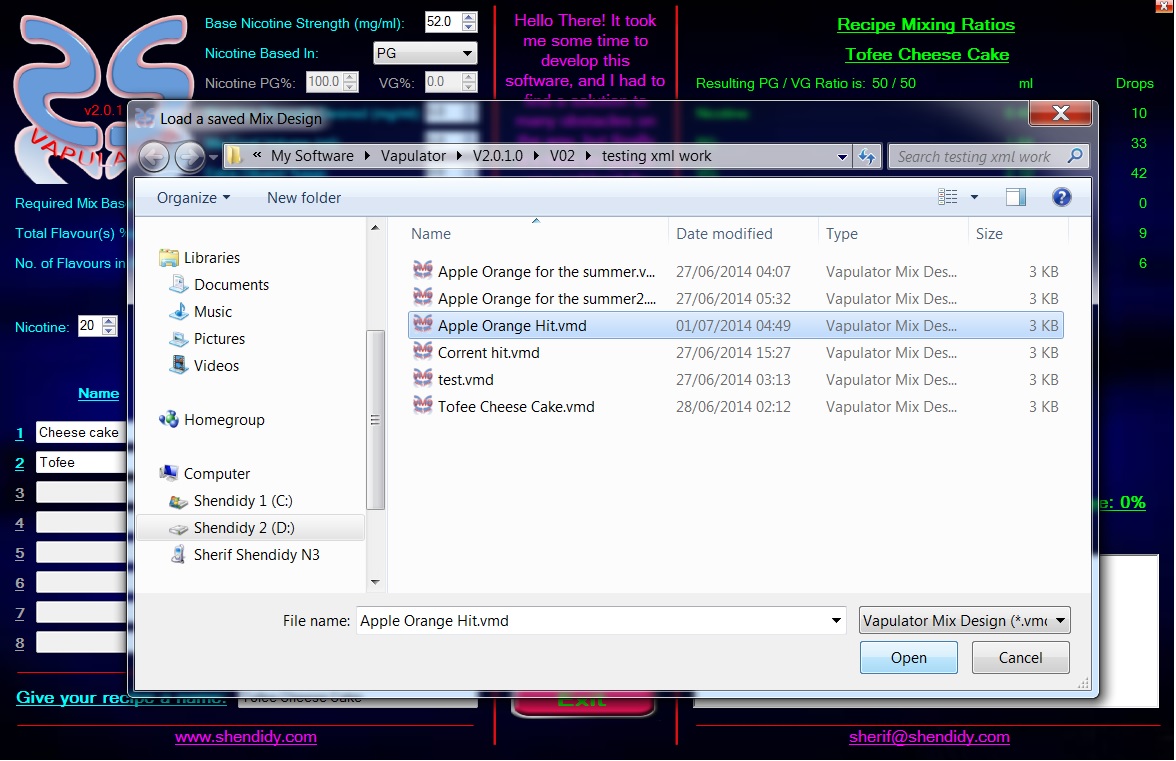 Base Nicotine Strength (mg/ml): 52.0
Nicotine Based In: PG
Nicotine PG%: 100.0 VG%: 0.0
v2.0.1
VAPULA
Required Mix Bas
Total Flavour(s) %
No. of Flavours in
Nicotine: 20
Name
1 Cheese cake
2 Tofee
3
4
5
6
7
8
Give your recipe a name: Tofee Cheese Cake
www.shendidy.com
Hello There! It took
me some time to
develop this
software, and I had to
find a solution to
many obstacles on
Exit
Recipe Mixing Ratios
Tofee Cheese Cake
Resulting PG / VG Ratio is: 50 / 50 ml Drops
Nicotine 10
33
42
0
9
6
e: 0%
sherif@shendidy.com
Load a saved Mix Design
« My Software Vapulator V2.0.1.0 V02 testing xml work
Search testing xml work
Organize New folder
Libraries
Documents
Music
Pictures
Videos
Homegroup
Computer
Shendidy 1 (C:)
Shendidy 2 (D:)
Sherif Shendidy N3
Name Date modified Type Size
Apple Orange for the summer.v... 27/06/2014 04:07 Vapulator Mix Des... 3 KB
Apple Orange for the summer2.... 27/06/2014 05:32 Vapulator Mix Des... 3 KB
Apple Orange Hit.vmd 01/07/2014 04:49 Vapulator Mix Des... 3 KB
Corrent hit.vmd 27/06/2014 15:27 Vapulator Mix Des... 3 KB
test.vmd 27/06/2014 03:13 Vapulator Mix Des... 3 KB
Tofee Cheese Cake.vmd 28/06/2014 02:12 Vapulator Mix Des... 3 KB
File name: Apple Orange Hit.vmd Vapulator Mix Design (*.vmd
Open Cancel